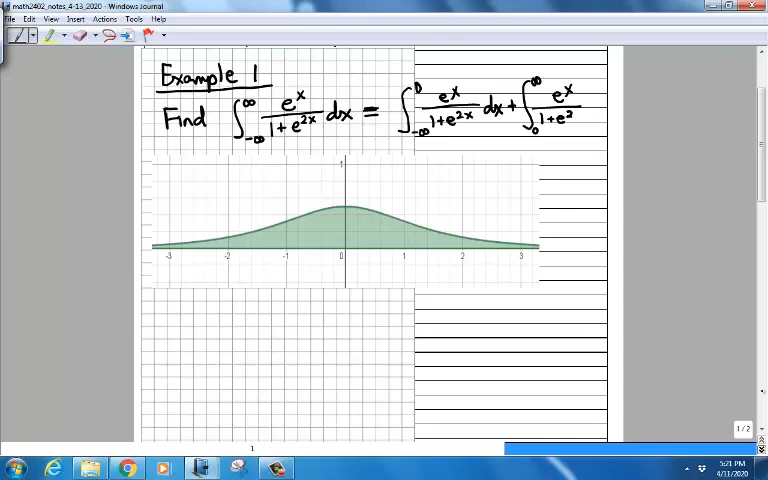 math2402_notes_4-13_2020 - Windows Journal
File Edit View Insert Actions Tools Help
Example 1
Find ∫_{-∞}^{∞} e^x/(1+e^{2x}) dx = ∫_{-∞}^{0} e^x/(1+e^{2x}) dx + ∫_{0}^{∞} e^x/(1+e^2
1
-3 -2 -1 0 1 2 3
1/2
1
5:21 PM
4/11/2020